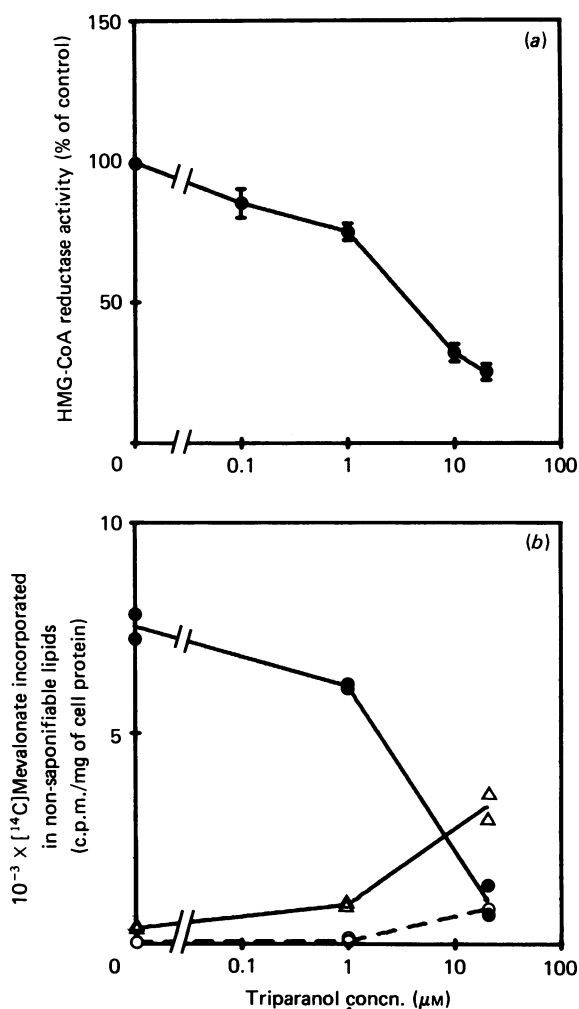 (a)
HMG-CoA reductase activity (% of control)
150
100
50
0
0.1
1
10
100
(b)
10⁻³ × [¹⁴C]Mevalonate incorporated
in non-saponifiable lipids
(c.p.m./mg of cell protein)
10
5
0
0.1
1
10
100
Triparanol concn. (μM)